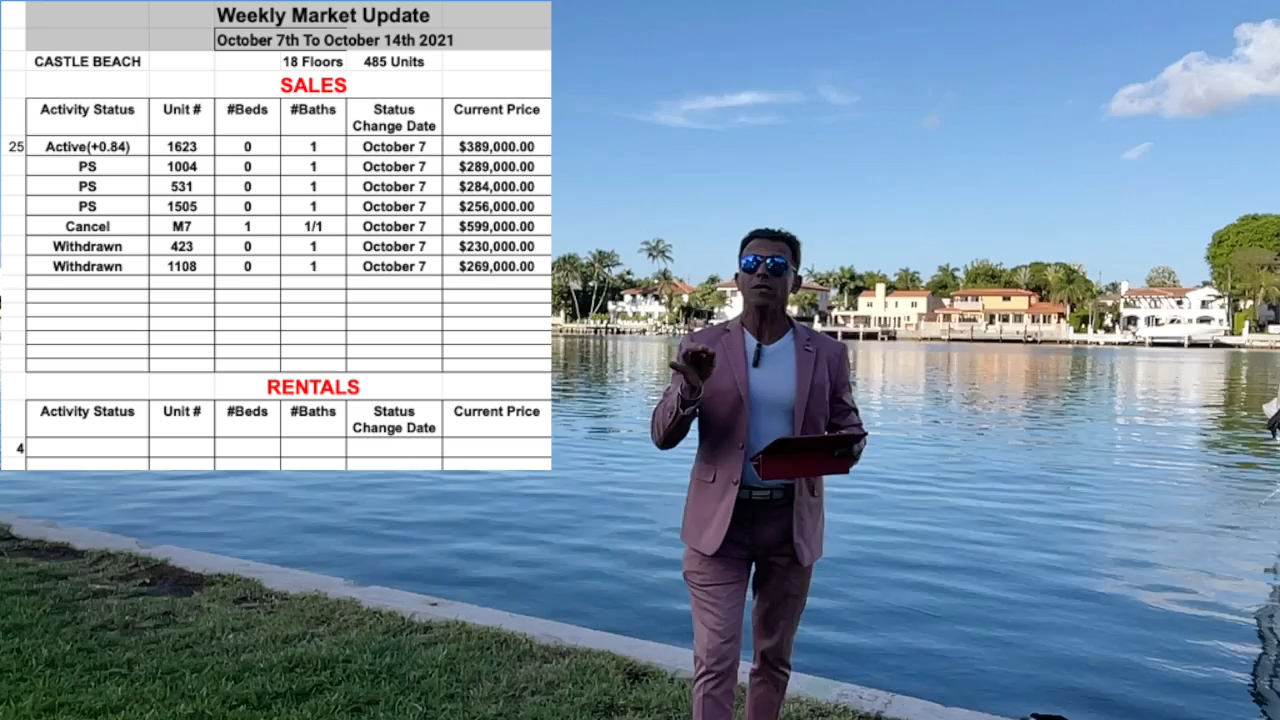 Weekly Market Update
October 7th To October 14th 2021
CASTLE BEACH 18 Floors 485 Units
SALES
Activity Status Unit # #Beds #Baths Status Change Date Current Price
25 Active(+0.84) 1623 0 1 October 7 $389,000.00
PS 1004 0 1 October 7 $289,000.00
PS 531 0 1 October 7 $284,000.00
PS 1505 0 1 October 7 $256,000.00
Cancel M7 1 1/1 October 7 $599,000.00
Withdrawn 423 0 1 October 7 $230,000.00
Withdrawn 1108 0 1 October 7 $269,000.00
RENTALS
Activity Status Unit # #Beds #Baths Status Change Date Current Price
4